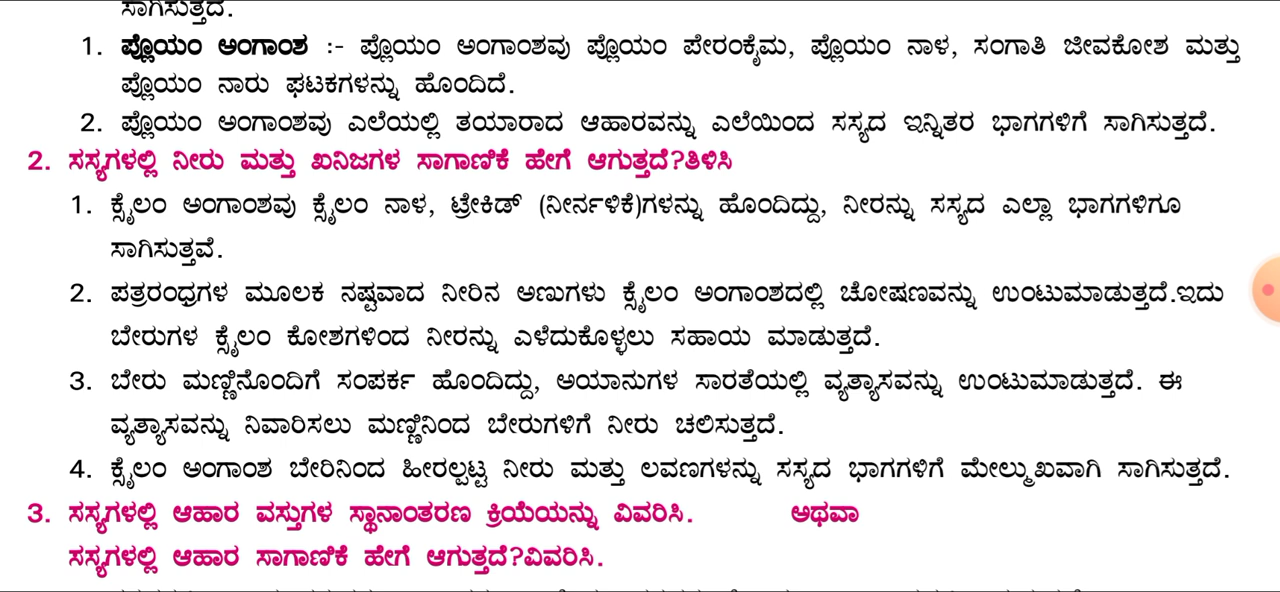 ಸಾಗಿಸುತ್ತದೆ.
1. ಫ್ಲೊಯಂ ಅಂಗಾಂಶ :- ಫ್ಲೊಯಂ ಅಂಗಾಂಶವು ಫ್ಲೊಯಂ ಪೇರಂಕೈಮ, ಫ್ಲೊಯಂ ನಾಳ, ಸಂಗಾತಿ ಜೀವಕೋಶ ಮತ್ತು
ಫ್ಲೊಯಂ ನಾರು ಘಟಕಗಳನ್ನು ಹೊಂದಿದೆ.
2. ಫ್ಲೊಯಂ ಅಂಗಾಂಶವು ಎಲೆಯಲ್ಲಿ ತಯಾರಾದ ಆಹಾರವನ್ನು ಎಲೆಯಿಂದ ಸಸ್ಯದ ಇನ್ನಿತರ ಭಾಗಗಳಿಗೆ ಸಾಗಿಸುತ್ತದೆ.
2. ಸಸ್ಯಗಳಲ್ಲಿ ನೀರು ಮತ್ತು ಖನಿಜಗಳ ಸಾಗಾಣಿಕೆ ಹೇಗೆ ಆಗುತ್ತದೆ?ತಿಳಿಸಿ
1. ಕ್ಸೈಲಂ ಅಂಗಾಂಶವು ಕ್ಸೈಲಂ ನಾಳ, ಟ್ರೇಕಿಡ್ (ನೀರ್ನಳಿಕೆ)ಗಳನ್ನು ಹೊಂದಿದ್ದು, ನೀರನ್ನು ಸಸ್ಯದ ಎಲ್ಲಾ ಭಾಗಗಳಿಗೂ
ಸಾಗಿಸುತ್ತವೆ.
2. ಪತ್ರರಂಧ್ರಗಳ ಮೂಲಕ ನಷ್ಟವಾದ ನೀರಿನ ಅಣುಗಳು ಕ್ಸೈಲಂ ಅಂಗಾಂಶದಲ್ಲಿ ಚೋಷಣವನ್ನು ಉಂಟುಮಾಡುತ್ತದೆ.ಇದು
ಬೇರುಗಳ ಕ್ಸೈಲಂ ಕೋಶಗಳಿಂದ ನೀರನ್ನು ಎಳೆದುಕೊಳ್ಳಲು ಸಹಾಯ ಮಾಡುತ್ತದೆ.
3. ಬೇರು ಮಣ್ಣಿನೊಂದಿಗೆ ಸಂಪರ್ಕ ಹೊಂದಿದ್ದು, ಅಯಾನುಗಳ ಸಾರತೆಯಲ್ಲಿ ವ್ಯತ್ಯಾಸವನ್ನು ಉಂಟುಮಾಡುತ್ತದೆ. ಈ
ವ್ಯತ್ಯಾಸವನ್ನು ನಿವಾರಿಸಲು ಮಣ್ಣಿನಿಂದ ಬೇರುಗಳಿಗೆ ನೀರು ಚಲಿಸುತ್ತದೆ.
4. ಕ್ಸೈಲಂ ಅಂಗಾಂಶ ಬೇರಿನಿಂದ ಹೀರಲ್ಪಟ್ಟ ನೀರು ಮತ್ತು ಲವಣಗಳನ್ನು ಸಸ್ಯದ ಭಾಗಗಳಿಗೆ ಮೇಲ್ಮುಖವಾಗಿ ಸಾಗಿಸುತ್ತದೆ.
3. ಸಸ್ಯಗಳಲ್ಲಿ ಆಹಾರ ವಸ್ತುಗಳ ಸ್ಥಾನಾಂತರಣ ಕ್ರಿಯೆಯನ್ನು ವಿವರಿಸಿ. ಅಥವಾ
ಸಸ್ಯಗಳಲ್ಲಿ ಆಹಾರ ಸಾಗಾಣಿಕೆ ಹೇಗೆ ಆಗುತ್ತದೆ?ವಿವರಿಸಿ.